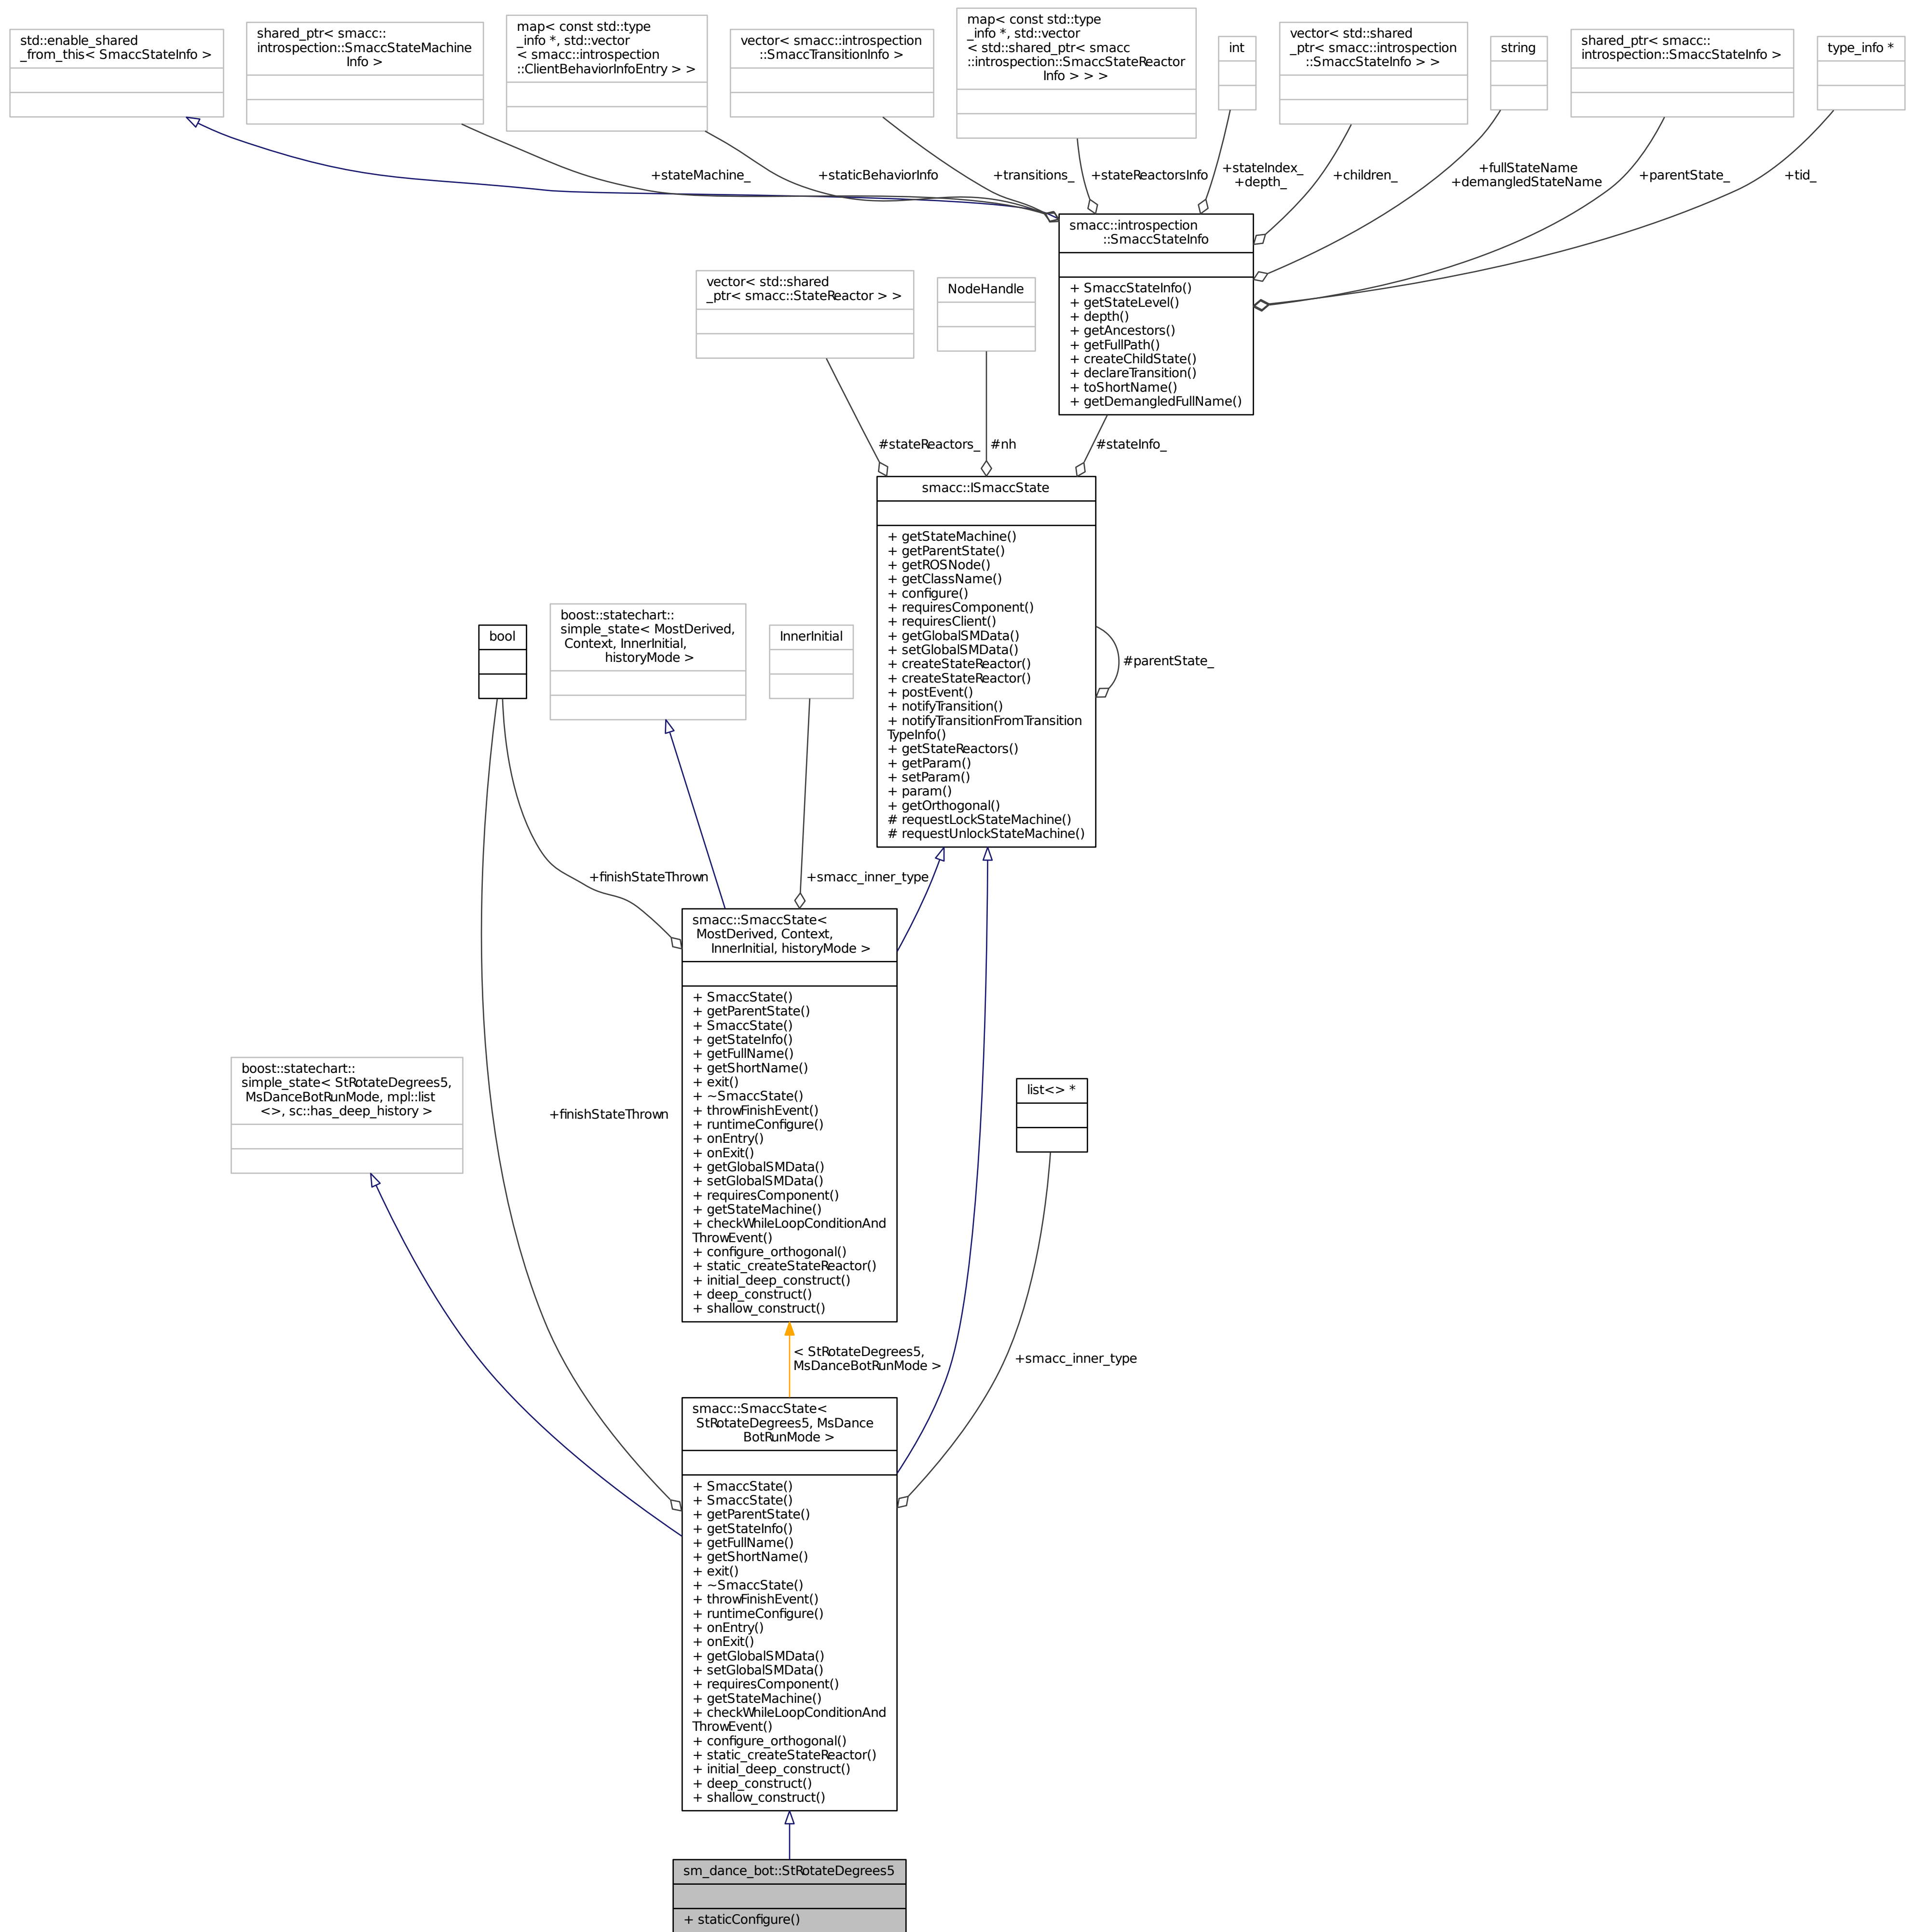 std::enable_shared
_from_this< SmaccStateInfo >
shared_ptr< smacc::
introspection::SmaccStateMachine
Info >
map< const std::type
_info *, std::vector
< smacc::introspection
::ClientBehaviorInfoEntry > >
vector< smacc::introspection
::SmaccTransitionInfo >
map< const std::type
_info *, std::vector
< std::shared_ptr< smacc
::introspection::SmaccStateReactor
Info > > >
int
vector< std::shared
_ptr< smacc::introspection
::SmaccStateInfo > >
string
shared_ptr< smacc::
introspection::SmaccStateInfo >
type_info *
+stateMachine_
+staticBehaviorInfo
+transitions_
+stateReactorsInfo
+stateIndex_
+depth_
+children_
+fullStateName
+demangledStateName
+parentState_
+tid_
smacc::introspection
::SmaccStateInfo
+ SmaccStateInfo()
+ getStateLevel()
+ depth()
+ getAncestors()
+ getFullPath()
+ createChildState()
+ declareTransition()
+ toShortName()
+ getDemangledFullName()
vector< std::shared
_ptr< smacc::StateReactor > >
NodeHandle
#stateReactors_
#nh
#stateInfo_
smacc::ISmaccState
+ getStateMachine()
+ getParentState()
+ getROSNode()
+ getClassName()
+ configure()
+ requiresComponent()
+ requiresClient()
+ getGlobalSMData()
+ setGlobalSMData()
+ createStateReactor()
+ createStateReactor()
+ postEvent()
+ notifyTransition()
+ notifyTransitionFromTransition
TypeInfo()
+ getStateReactors()
+ getParam()
+ setParam()
+ param()
+ getOrthogonal()
# requestLockStateMachine()
# requestUnlockStateMachine()
#parentState_
bool
boost::statechart::
simple_state< MostDerived,
Context, InnerInitial,
historyMode >
InnerInitial
+finishStateThrown
+smacc_inner_type
smacc::SmaccState<
MostDerived, Context,
InnerInitial, historyMode >
+ SmaccState()
+ getParentState()
+ SmaccState()
+ getStateInfo()
+ getFullName()
+ getShortName()
+ exit()
+ ~SmaccState()
+ throwFinishEvent()
+ runtimeConfigure()
+ onEntry()
+ onExit()
+ getGlobalSMData()
+ setGlobalSMData()
+ requiresComponent()
+ getStateMachine()
+ checkWhileLoopConditionAnd
ThrowEvent()
+ configure_orthogonal()
+ static_createStateReactor()
+ initial_deep_construct()
+ deep_construct()
+ shallow_construct()
boost::statechart::
simple_state< StRotateDegrees5,
MsDanceBotRunMode, mpl::list
<>, sc::has_deep_history >
+finishStateThrown
list<> *
< StRotateDegrees5,
MsDanceBotRunMode >
+smacc_inner_type
smacc::SmaccState<
StRotateDegrees5, MsDance
BotRunMode >
+ SmaccState()
+ SmaccState()
+ getParentState()
+ getStateInfo()
+ getFullName()
+ getShortName()
+ exit()
+ ~SmaccState()
+ throwFinishEvent()
+ runtimeConfigure()
+ onEntry()
+ onExit()
+ getGlobalSMData()
+ setGlobalSMData()
+ requiresComponent()
+ getStateMachine()
+ checkWhileLoopConditionAnd
ThrowEvent()
+ configure_orthogonal()
+ static_createStateReactor()
+ initial_deep_construct()
+ deep_construct()
+ shallow_construct()
sm_dance_bot::StRotateDegrees5
+ staticConfigure()